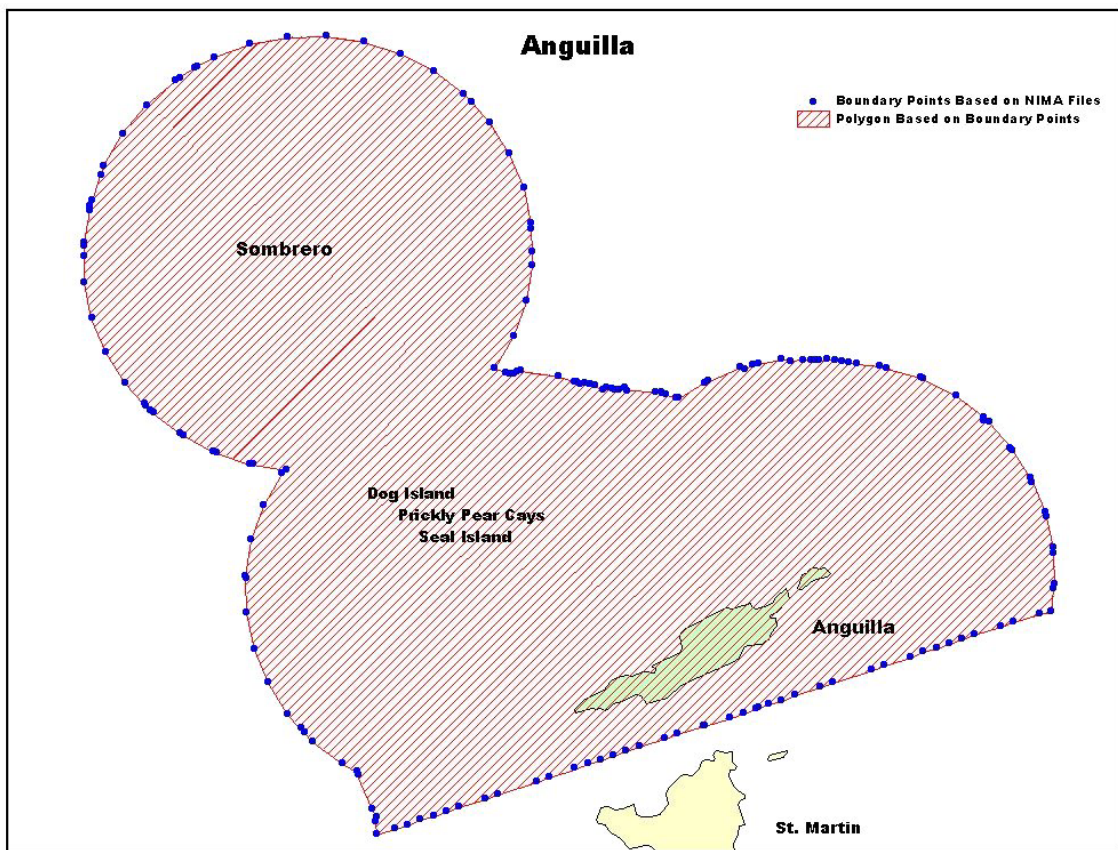 Anguilla
Boundary Points Based on NIMA Files
Polygon Based on Boundary Points
Sombrero
Dog Island
Prickly Pear Cays
Seal Island
Anguilla
St. Martin